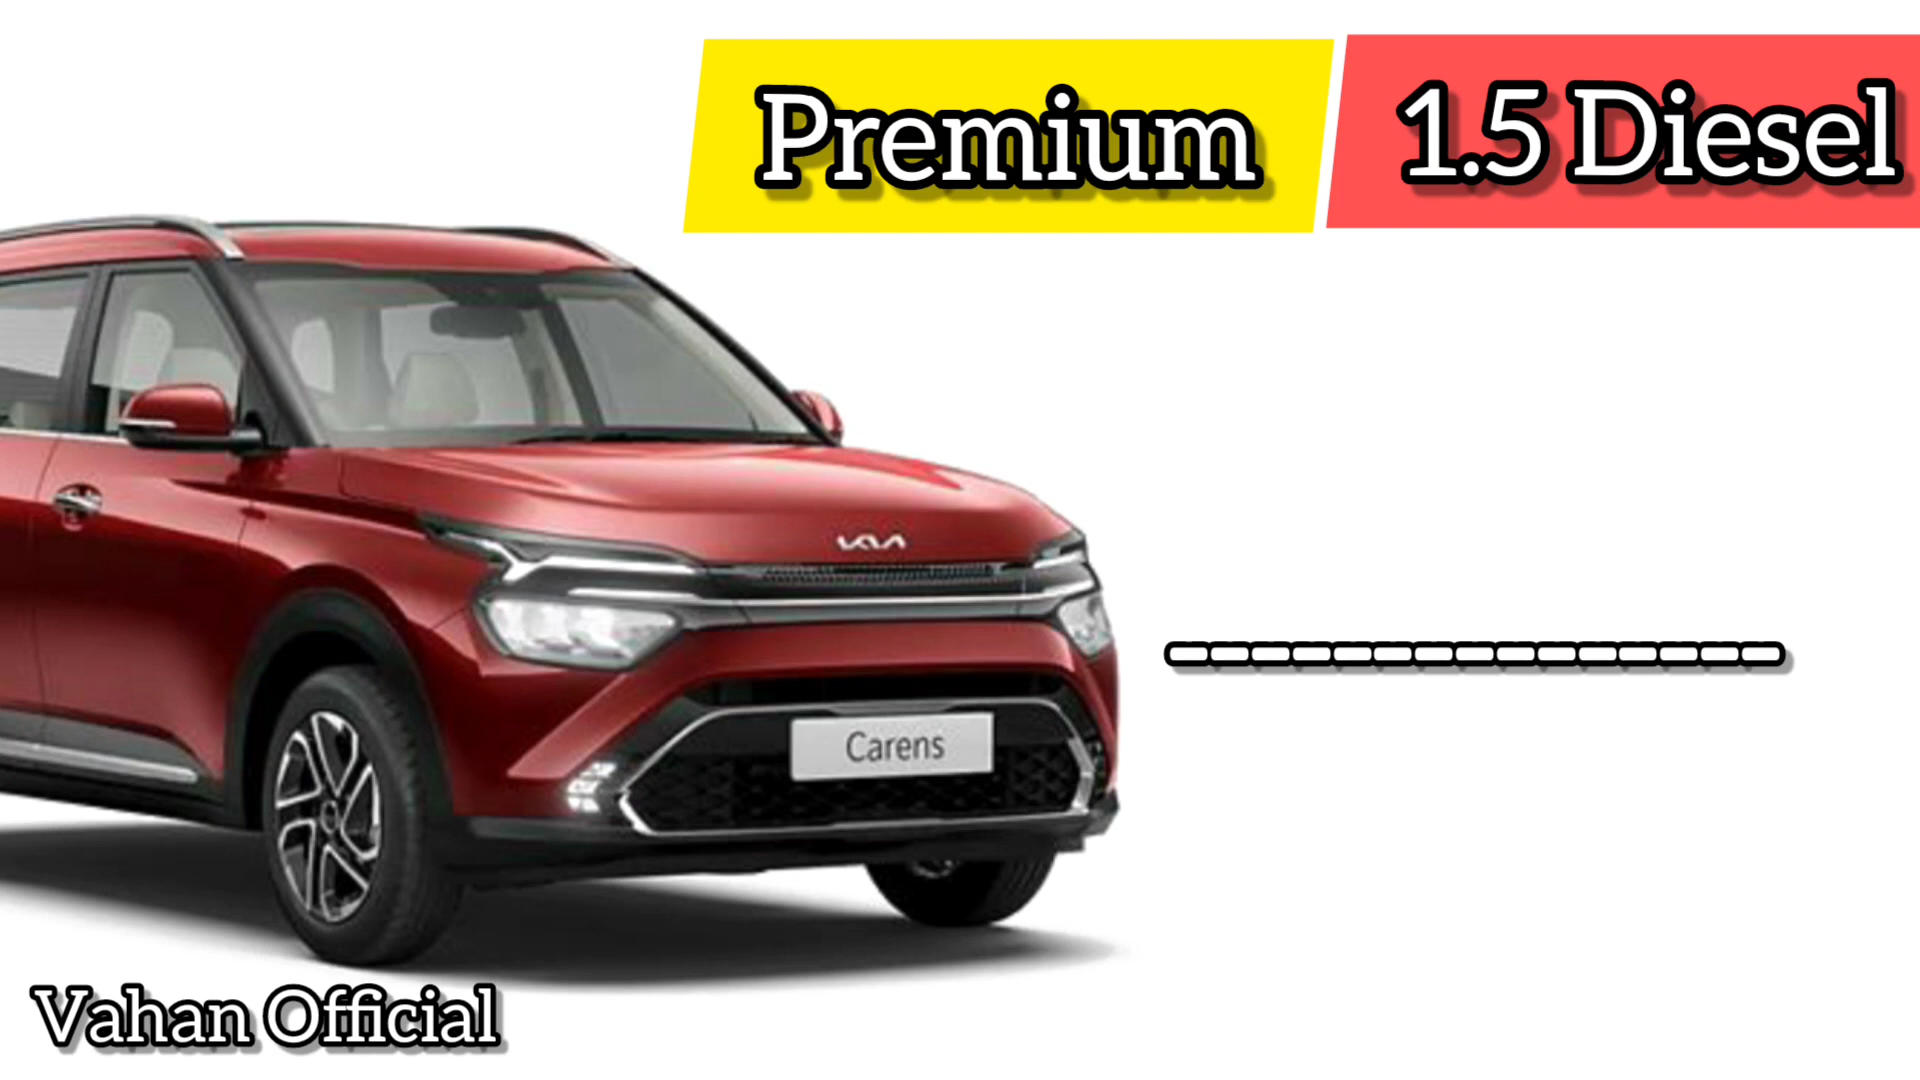 Premium
1.5 Diesel
KIA
Carens
---------------
Vahan Official